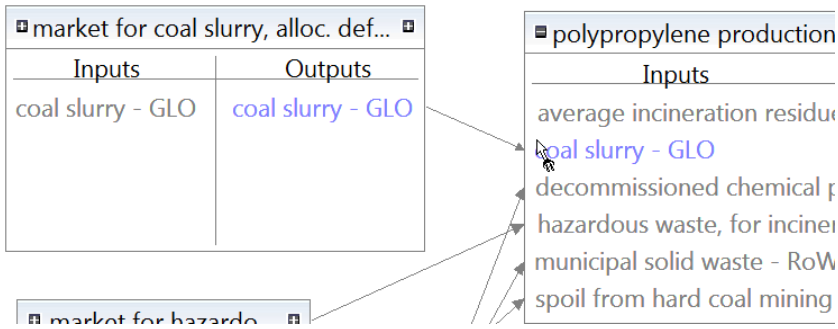 market for coal slurry, alloc. def...
Inputs Outputs
coal slurry - GLO coal slurry - GLO
polypropylene production
Inputs
average incineration residue
coal slurry - GLO
decommissioned chemical p
hazardous waste, for inciner
municipal solid waste - RoW
spoil from hard coal mining
market for hazardo...